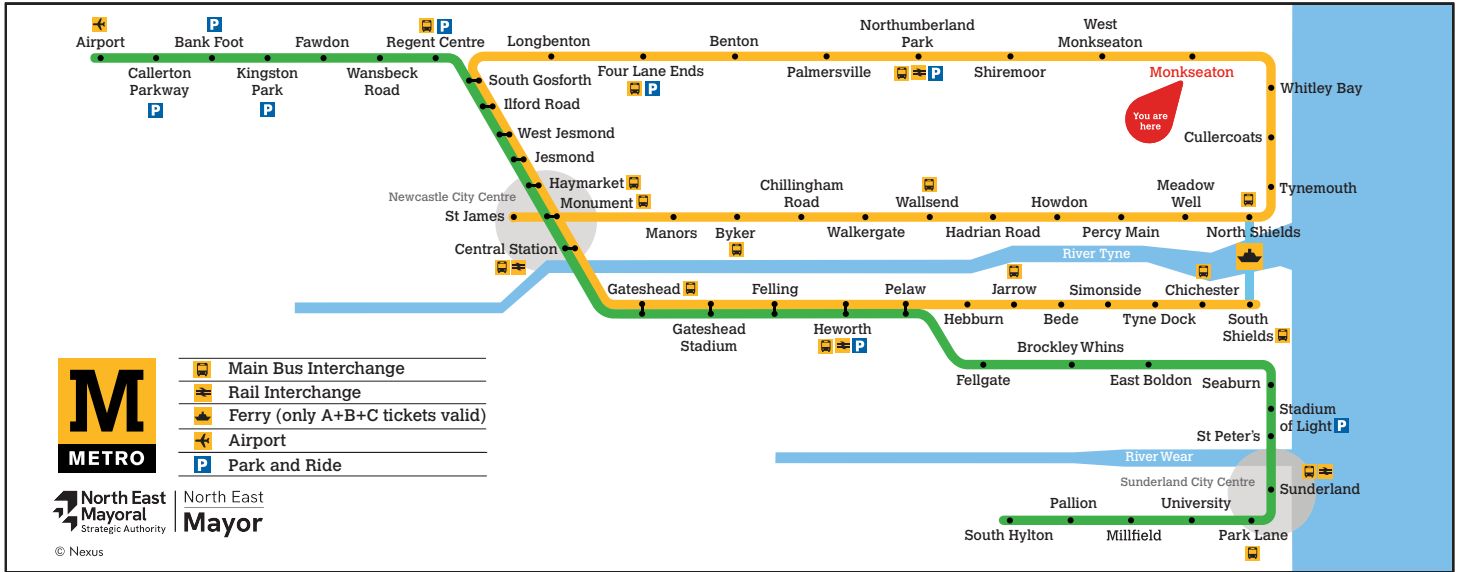 Airport
Callerton
Parkway
P
Bank Foot
P
Kingston
Park
P
Fawdon
Wansbeck
Road
Regent Centre
P
South Gosforth
Longbenton
Four Lane Ends
P
Benton
Palmersville
Northumberland
Park
P
Shiremoor
West
Monkseaton
Monkseaton
You are
here
Whitley Bay
Cullercoats
Tynemouth
Ilford Road
West Jesmond
Jesmond
Haymarket
Newcastle City Centre
Monument
St James
Central Station
Manors
Byker
Chillingham
Road
Walkergate
Wallsend
Hadrian Road
Howdon
Percy Main
Meadow
Well
North Shields
River Tyne
Gateshead
Gateshead
Stadium
Felling
Heworth
P
Pelaw
Hebburn
Jarrow
Bede
Simonside
Tyne Dock
Chichester
South
Shields
Fellgate
Brockley Whins
East Boldon
Seaburn
Stadium
of Light P
St Peter's
River Wear
Sunderland City Centre
Sunderland
Park Lane
University
Millfield
Pallion
South Hylton
M
METRO
Main Bus Interchange
Rail Interchange
Ferry (only A+B+C tickets valid)
Airport
P Park and Ride
North East
Mayoral
Strategic Authority
North East
Mayor
© Nexus